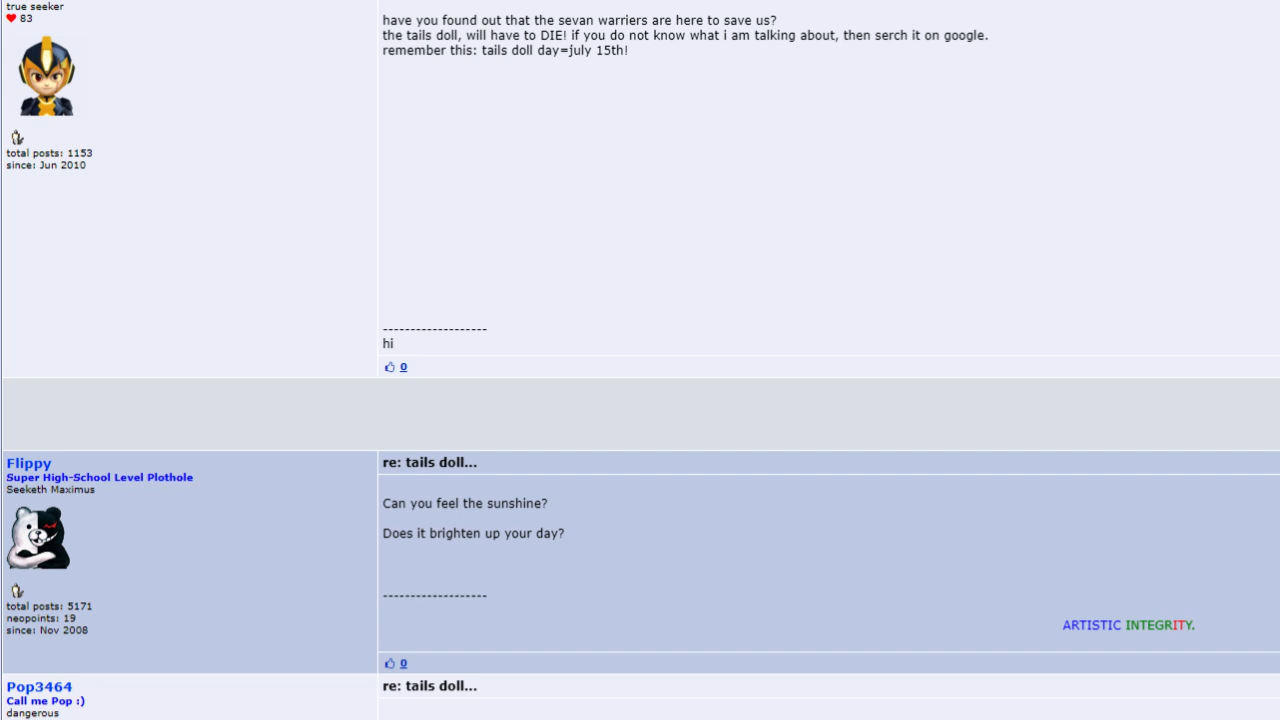 true seeker
83
have you found out that the sevan warriers are here to save us?
the tails doll, will have to DIE! if you do not know what i am talking about, then serch it on google.
remember this: tails doll day=july 15th!
total posts: 1153
since: Jun 2010
-------------------
hi
0
Flippy
Super High-School Level Plothole
Seeketh Maximus
total posts: 5171
neopoints: 19
since: Nov 2008
re: tails doll...
Can you feel the sunshine?
Does it brighten up your day?
-------------------
ARTISTIC INTEGRITY.
0
Pop3464
Call me Pop :)
dangerous
re: tails doll...